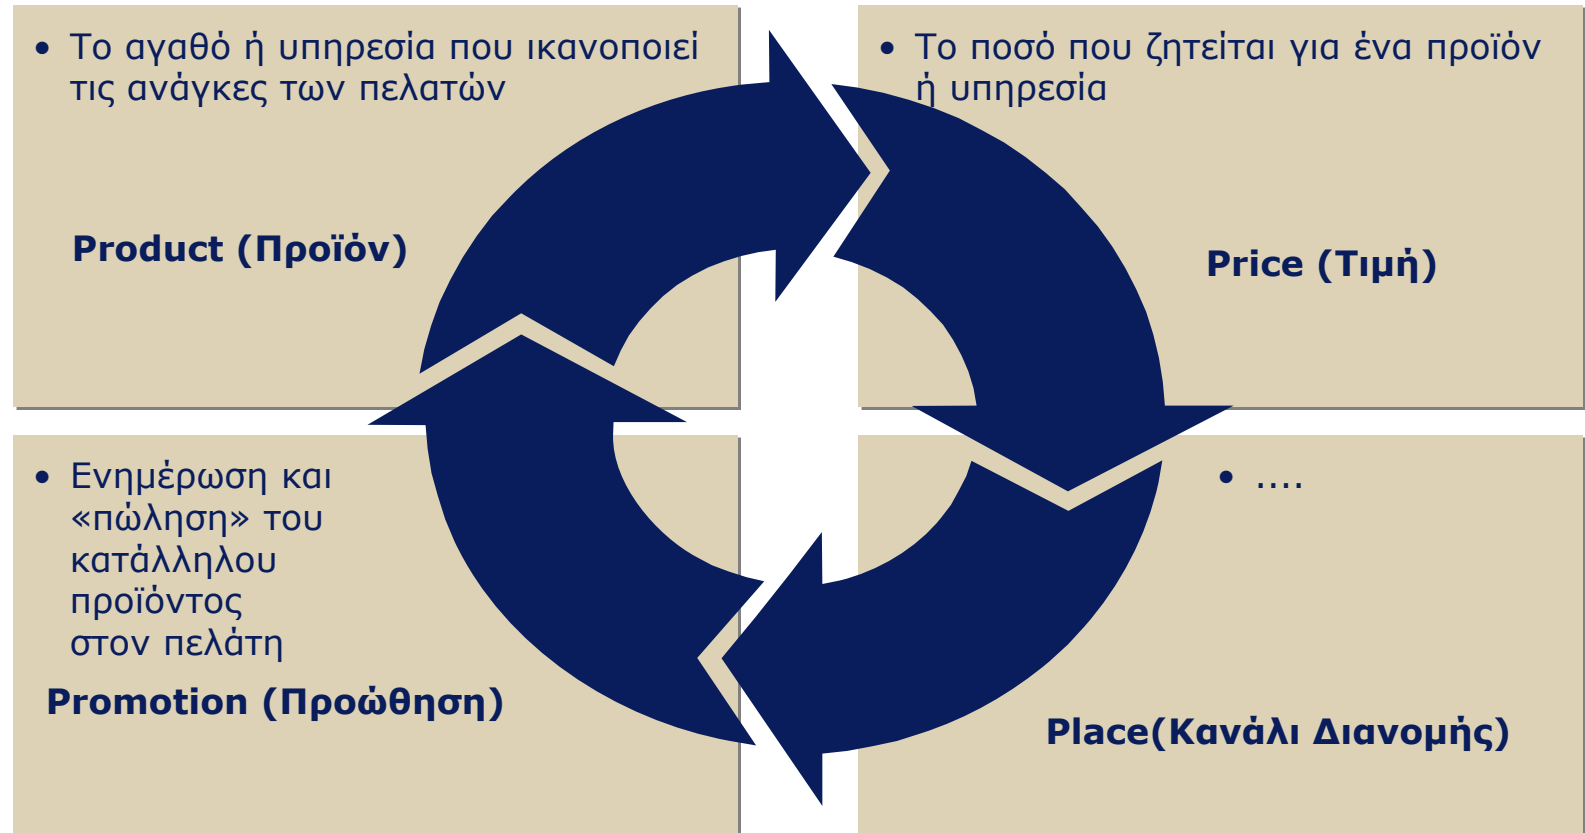 • Το αγαθό ή υπηρεσία που ικανοποιεί
τις ανάγκες των πελατών
Product (Προϊόν)
• Το ποσό που ζητείται για ένα προϊόν
ή υπηρεσία
Price (Τιμή)
• Ενημέρωση και
«πώληση» του
κατάλληλου
προϊόντος
στον πελάτη
Promotion (Προώθηση)
• ....
Place(Κανάλι Διανομής)